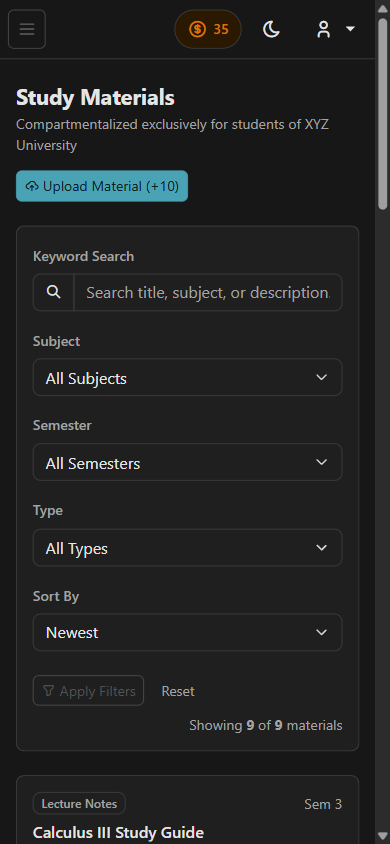 35
Study Materials
Compartmentalized exclusively for students of XYZ
University
Upload Material (+10)
Keyword Search
Search title, subject, or description.
Subject
All Subjects
Semester
All Semesters
Type
All Types
Sort By
Newest
Apply Filters Reset
Showing 9 of 9 materials
Lecture Notes Sem 3
Calculus III Study Guide